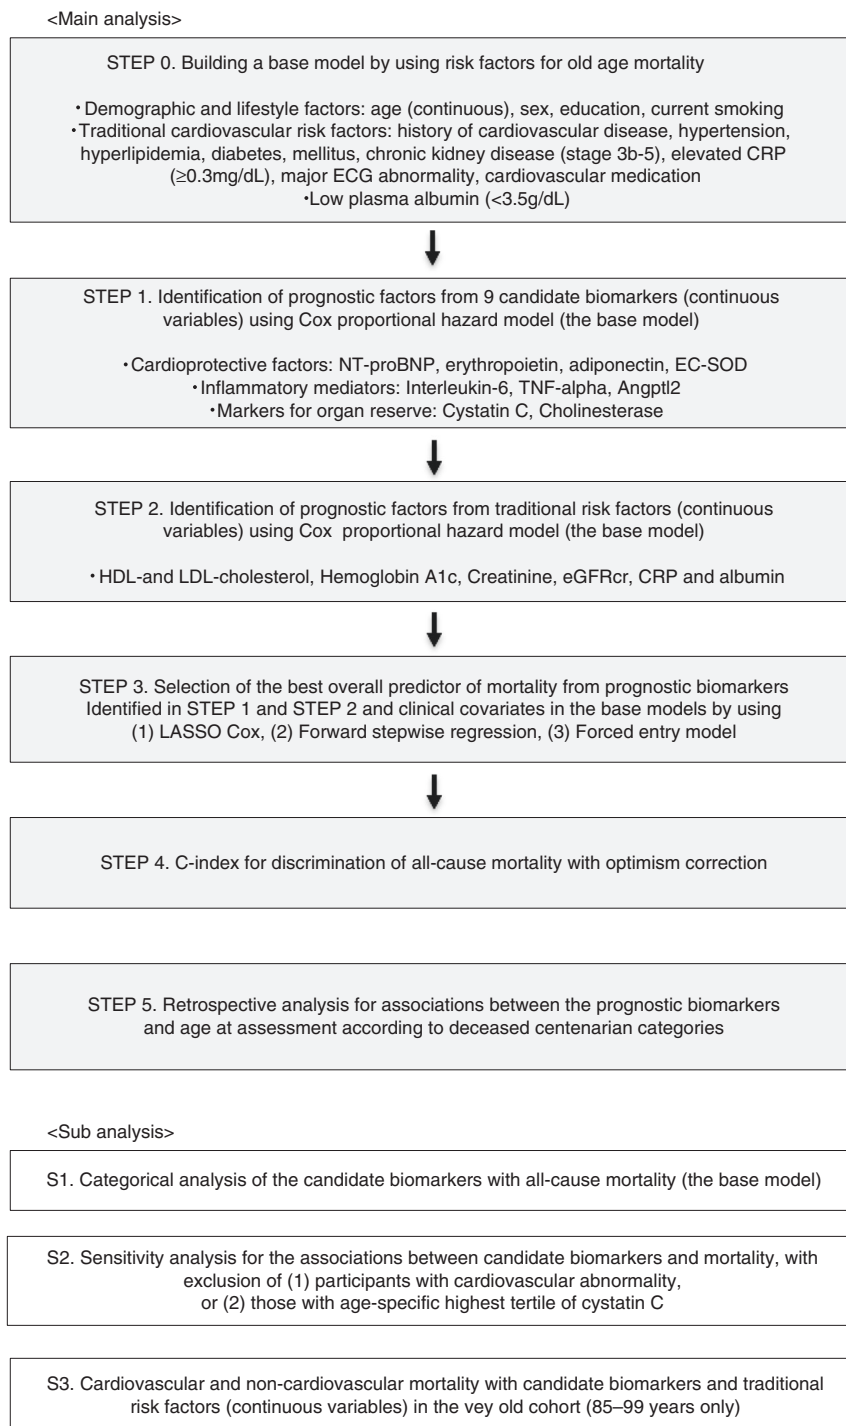 <Main analysis>
STEP 0. Building a base model by using risk factors for old age mortality
・Demographic and lifestyle factors: age (continuous), sex, education, current smoking
・Traditional cardiovascular risk factors: history of cardiovascular disease, hypertension,
hyperlipidemia, diabetes, mellitus, chronic kidney disease (stage 3b-5), elevated CRP
(≥0.3mg/dL), major ECG abnormality, cardiovascular medication
・Low plasma albumin (<3.5g/dL)
STEP 1. Identification of prognostic factors from 9 candidate biomarkers (continuous
variables) using Cox proportional hazard model (the base model)
・Cardioprotective factors: NT-proBNP, erythropoietin, adiponectin, EC-SOD
・Inflammatory mediators: Interleukin-6, TNF-alpha, Angptl2
・Markers for organ reserve: Cystatin C, Cholinesterase
STEP 2. Identification of prognostic factors from traditional risk factors (continuous
variables) using Cox proportional hazard model (the base model)
・HDL-and LDL-cholesterol, Hemoglobin A1c, Creatinine, eGFRcr, CRP and albumin
STEP 3. Selection of the best overall predictor of mortality from prognostic biomarkers
Identified in STEP 1 and STEP 2 and clinical covariates in the base models by using
(1) LASSO Cox, (2) Forward stepwise regression, (3) Forced entry model
STEP 4. C-index for discrimination of all-cause mortality with optimism correction
STEP 5. Retrospective analysis for associations between the prognostic biomarkers
and age at assessment according to deceased centenarian categories
<Sub analysis>
S1. Categorical analysis of the candidate biomarkers with all-cause mortality (the base model)
S2. Sensitivity analysis for the associations between candidate biomarkers and mortality, with
exclusion of (1) participants with cardiovascular abnormality,
or (2) those with age-specific highest tertile of cystatin C
S3. Cardiovascular and non-cardiovascular mortality with candidate biomarkers and traditional
risk factors (continuous variables) in the vey old cohort (85–99 years only)